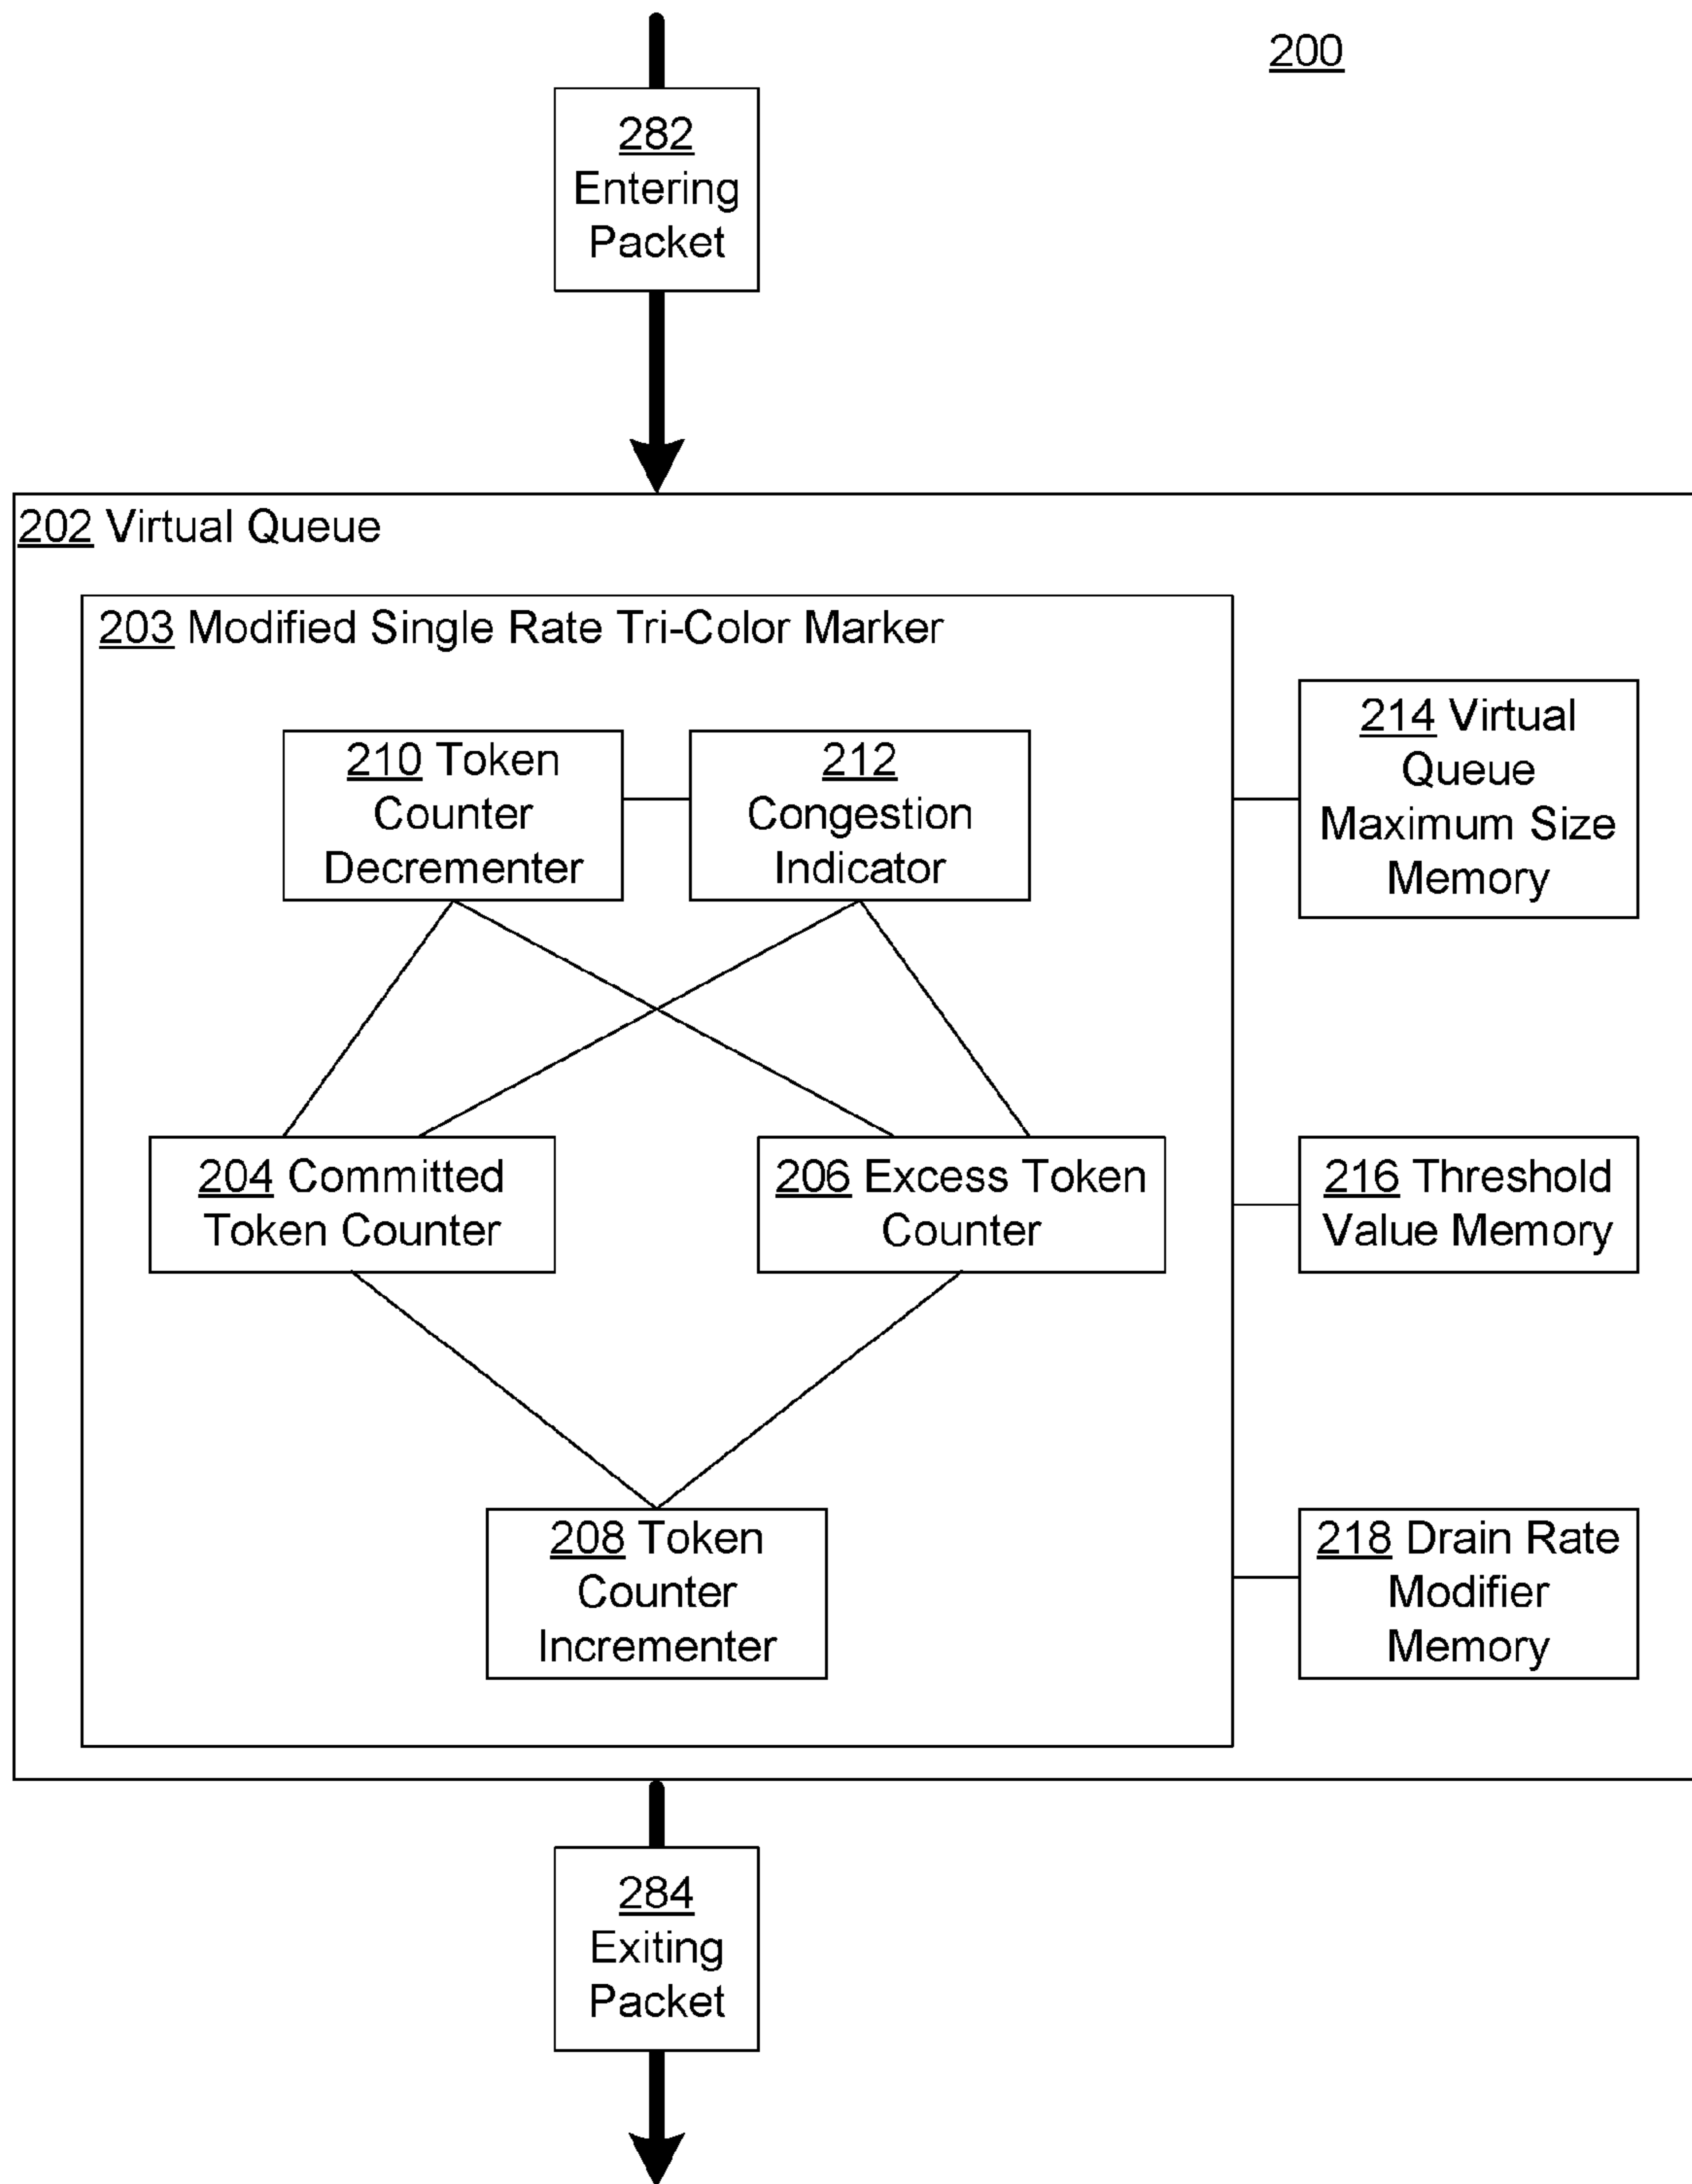 200
282
Entering
Packet
202 Virtual Queue
203 Modified Single Rate Tri-Color Marker
210 Token
Counter
Decrementer
212
Congestion
Indicator
214 Virtual
Queue
Maximum Size
Memory
204 Committed
Token Counter
206 Excess Token
Counter
216 Threshold
Value Memory
208 Token
Counter
Incrementer
218 Drain Rate
Modifier
Memory
284
Exiting
Packet